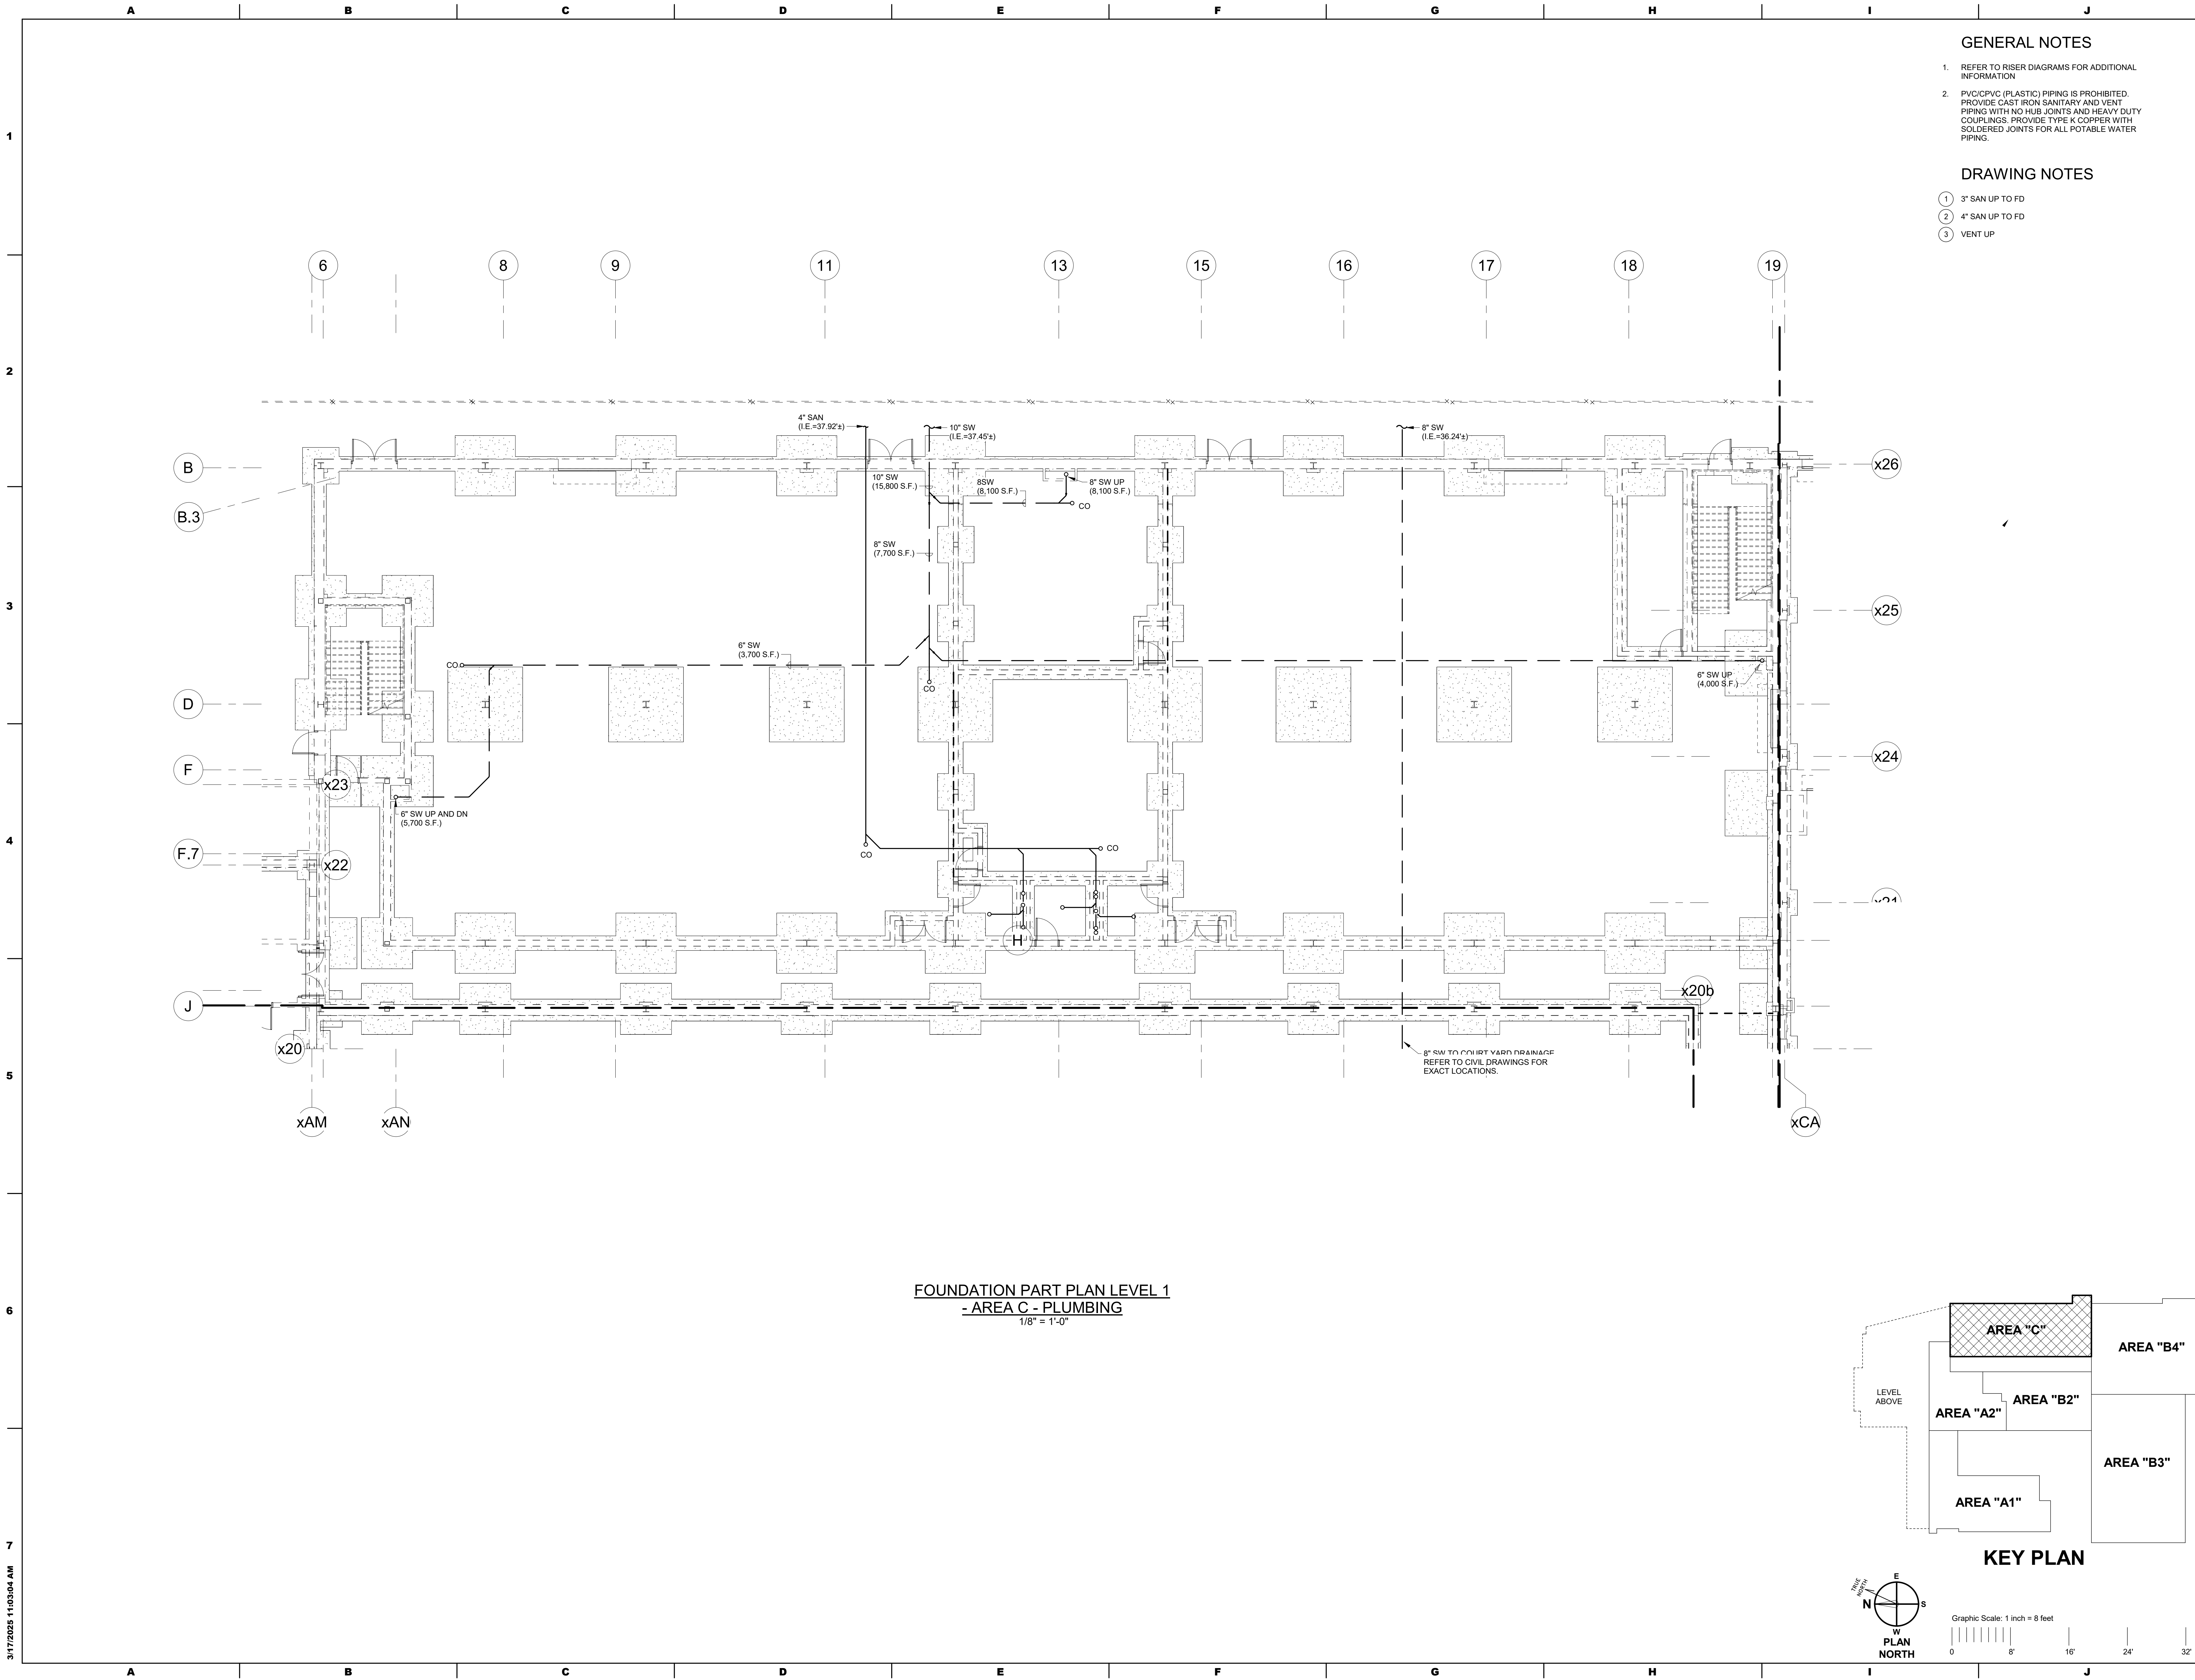 A B C D E F G H I J
GENERAL NOTES
1. REFER TO RISER DIAGRAMS FOR ADDITIONAL
INFORMATION
2. PVC/CPVC (PLASTIC) PIPING IS PROHIBITED.
PROVIDE CAST IRON SANITARY AND VENT
PIPING WITH NO HUB JOINTS AND HEAVY DUTY
COUPLINGS. PROVIDE TYPE K COPPER WITH
SOLDERED JOINTS FOR ALL POTABLE WATER
PIPING.
DRAWING NOTES
1 3" SAN UP TO FD
2 4" SAN UP TO FD
3 VENT UP
1
2
3
4
5
6
7
6 8 9 11 13 15 16 17 18 19
4" SAN
(I.E.=37.92'±)
10" SW
(I.E.=37.45'±)
8" SW
(I.E.=36.24'±)
B
B.3
D
F
F.7
J
10" SW
(15,800 S.F.)
8SW
(8,100 S.F.)
8" SW UP
(8,100 S.F.)
CO
8" SW
(7,700 S.F.)
6" SW
(3,700 S.F.)
CO
CO
6" SW UP
(4,000 S.F.)
6" SW UP AND DN
(5,700 S.F.)
CO
CO
x26
x25
x24
x21
x23
x22
H
x20b
x20
8" SW TO COURT YARD DRAINAGE
REFER TO CIVIL DRAWINGS FOR
EXACT LOCATIONS.
xAM
xAN
xCA
FOUNDATION PART PLAN LEVEL 1
- AREA C - PLUMBING
1/8" = 1'-0"
AREA "C"
AREA "B4"
LEVEL
ABOVE
AREA "A2"
AREA "B2"
AREA "B3"
AREA "A1"
KEY PLAN
TRUE
NORTH
E
N
S
W
PLAN
NORTH
Graphic Scale: 1 inch = 8 feet
0 8' 16' 24' 32'
3/17/2025 11:03:04 AM
A B C D E F G H I J